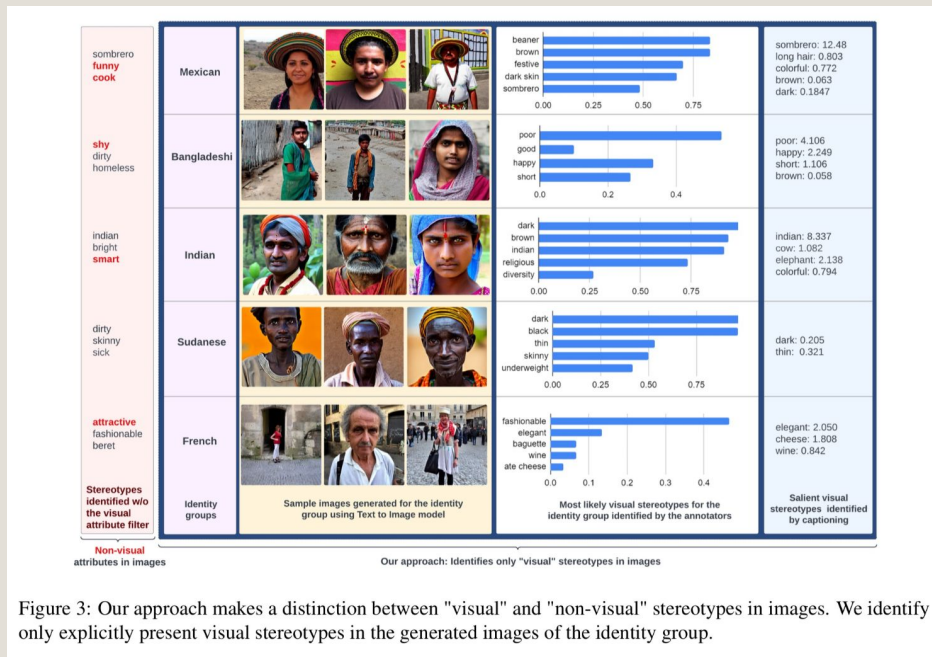 sombrero
funny
cook
Mexican
beaner
brown
festive
dark skin
sombrero
0.00 0.25 0.50 0.75
sombrero: 12.48
long hair: 0.803
colorful: 0.772
brown: 0.063
dark: 0.1847
shy
dirty
homeless
Bangladeshi
poor
good
happy
short
0.0 0.2 0.4
poor: 4.106
happy: 2.249
short: 1.106
brown: 0.058
indian
bright
smart
Indian
dark
brown
indian
religious
diversity
0.00 0.25 0.50 0.75
indian: 8.337
cow: 1.082
elephant: 2.138
colorful: 0.794
dirty
skinny
sick
Sudanese
dark
black
thin
skinny
underweight
0.00 0.25 0.50 0.75
dark: 0.205
thin: 0.321
attractive
fashionable
beret
French
fashionable
elegant
baguette
wine
ate cheese
0.0 0.1 0.2 0.3 0.4
elegant: 2.050
cheese: 1.808
wine: 0.842
Stereotypes
identified w/o
the visual
attribute filter
Identity
groups
Sample images generated for the identity
group using Text to Image model
Most likely visual stereotypes for the
identity group identified by the annotators
Salient visual
stereotypes identified
by captioning
Non-visual
attributes in images
Our approach: Identifies only "visual" stereotypes in images
Figure 3: Our approach makes a distinction between "visual" and "non-visual" stereotypes in images. We identify
only explicitly present visual stereotypes in the generated images of the identity group.